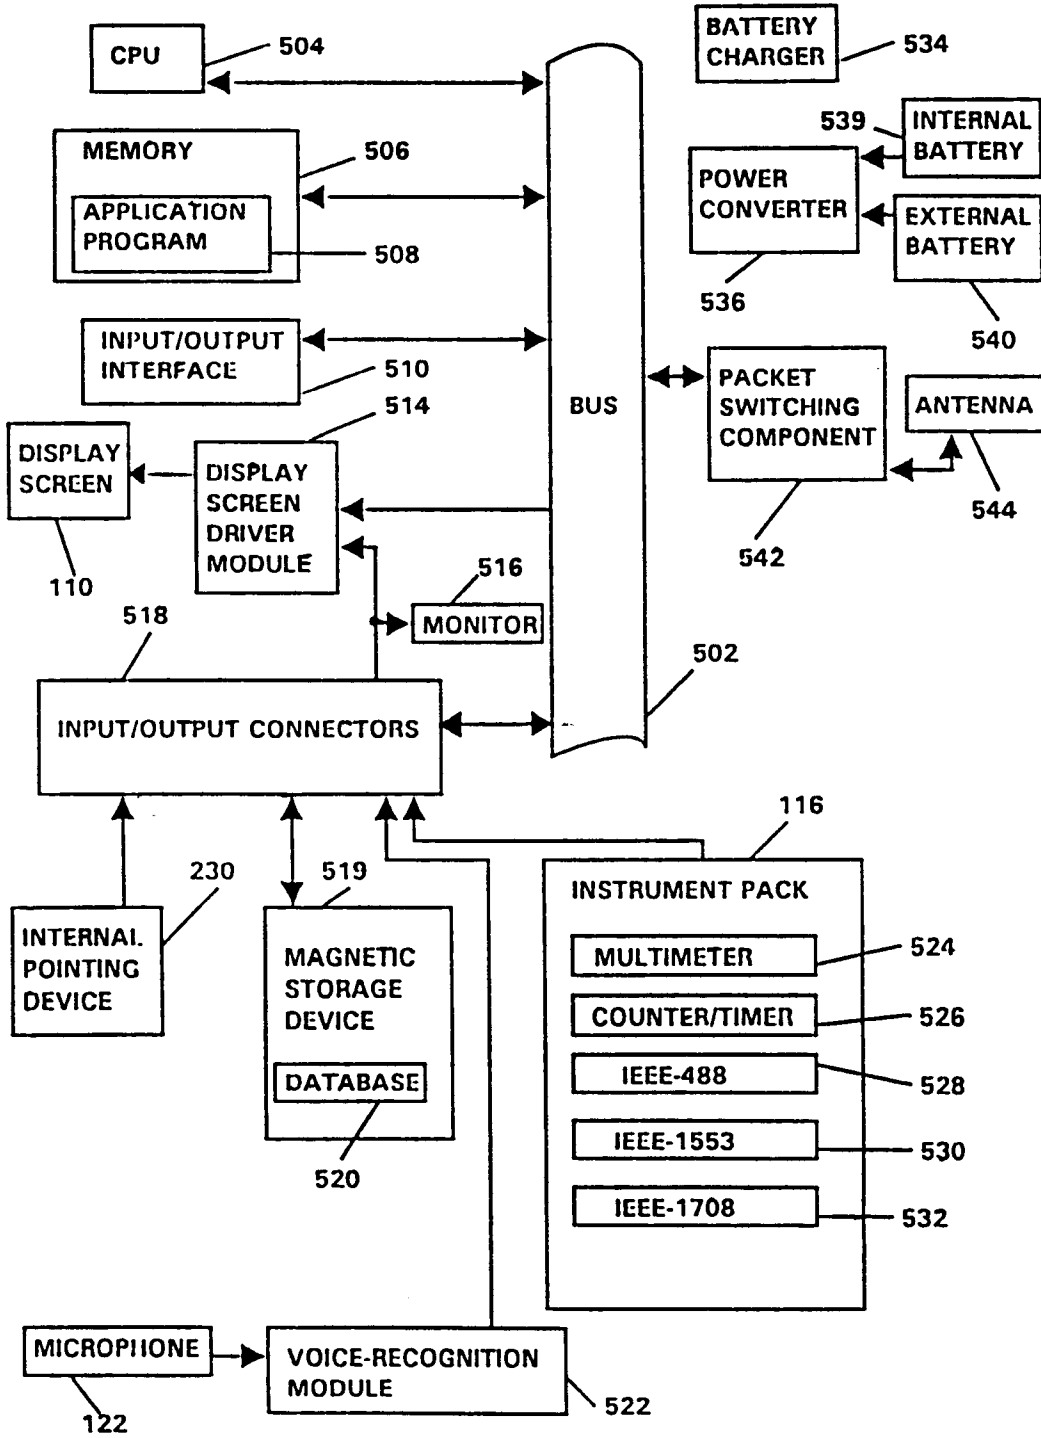 CPU
504
BATTERY
CHARGER
534
MEMORY
506
APPLICATION
PROGRAM
508
539
INTERNAL
BATTERY
POWER
CONVERTER
536
EXTERNAL
BATTERY
540
INPUT/OUTPUT
INTERFACE
510
BUS
PACKET
SWITCHING
COMPONENT
542
ANTENNA
544
514
DISPLAY
SCREEN
110
DISPLAY
SCREEN
DRIVER
MODULE
516
MONITOR
502
518
INPUT/OUTPUT CONNECTORS
230
INTERNAL
POINTING
DEVICE
519
MAGNETIC
STORAGE
DEVICE
DATABASE
520
116
INSTRUMENT PACK
MULTIMETER
524
COUNTER/TIMER
526
IEEE-488
528
IEEE-1553
530
IEEE-1708
532
MICROPHONE
122
VOICE-RECOGNITION
MODULE
522